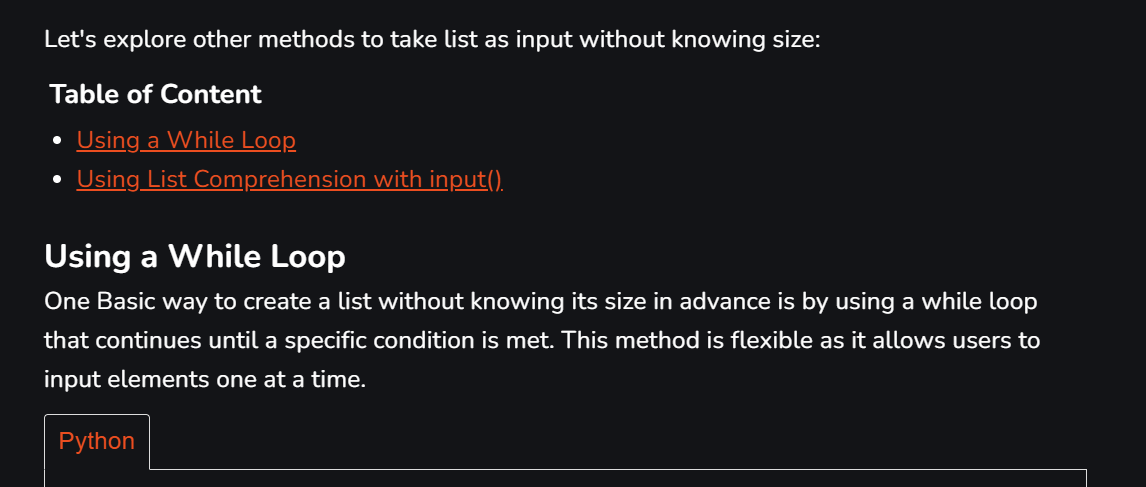 Let's explore other methods to take list as input without knowing size:
Table of Content
Using a While Loop
Using List Comprehension with input()
Using a While Loop
One Basic way to create a list without knowing its size in advance is by using a while loop
that continues until a specific condition is met. This method is flexible as it allows users to
input elements one at a time.
Python